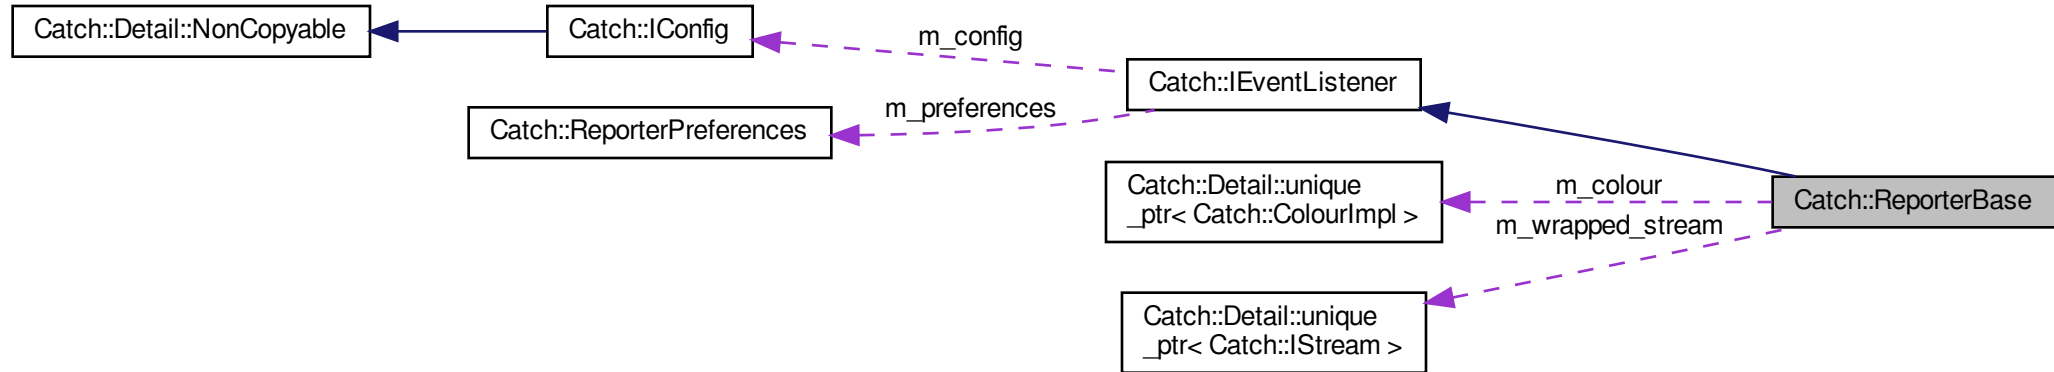 Catch::Detail::NonCopyable
Catch::IConfig
m_config
Catch::IEventListener
Catch::ReporterPreferences
m_preferences
Catch::Detail::unique
_ptr< Catch::ColourImpl >
m_colour
Catch::ReporterBase
m_wrapped_stream
Catch::Detail::unique
_ptr< Catch::IStream >